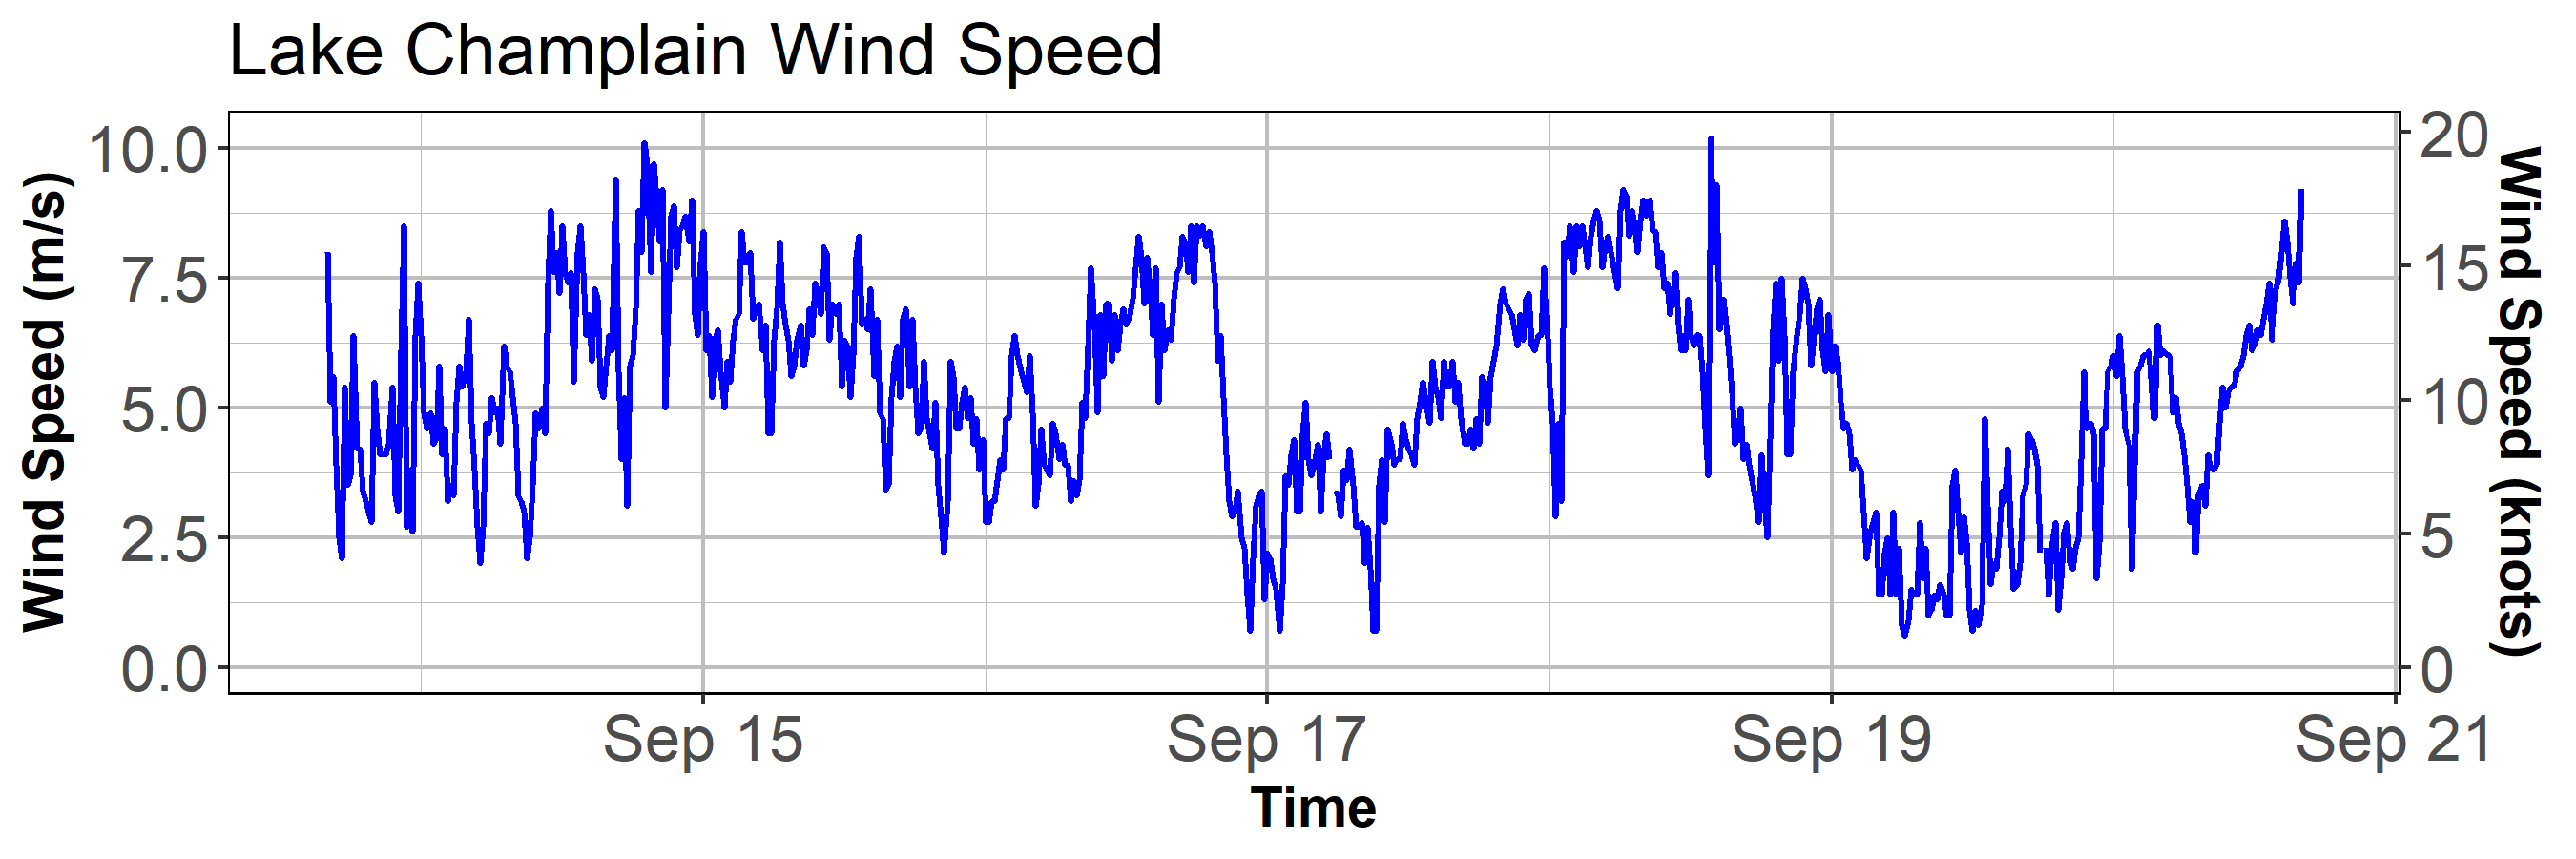 Lake Champlain Wind Speed
Wind Speed (m/s)
10.0
7.5
5.0
2.5
0.0
20
15
10
5
0
Wind Speed (knots)
Sep 15
Sep 17
Sep 19
Sep 21
Time